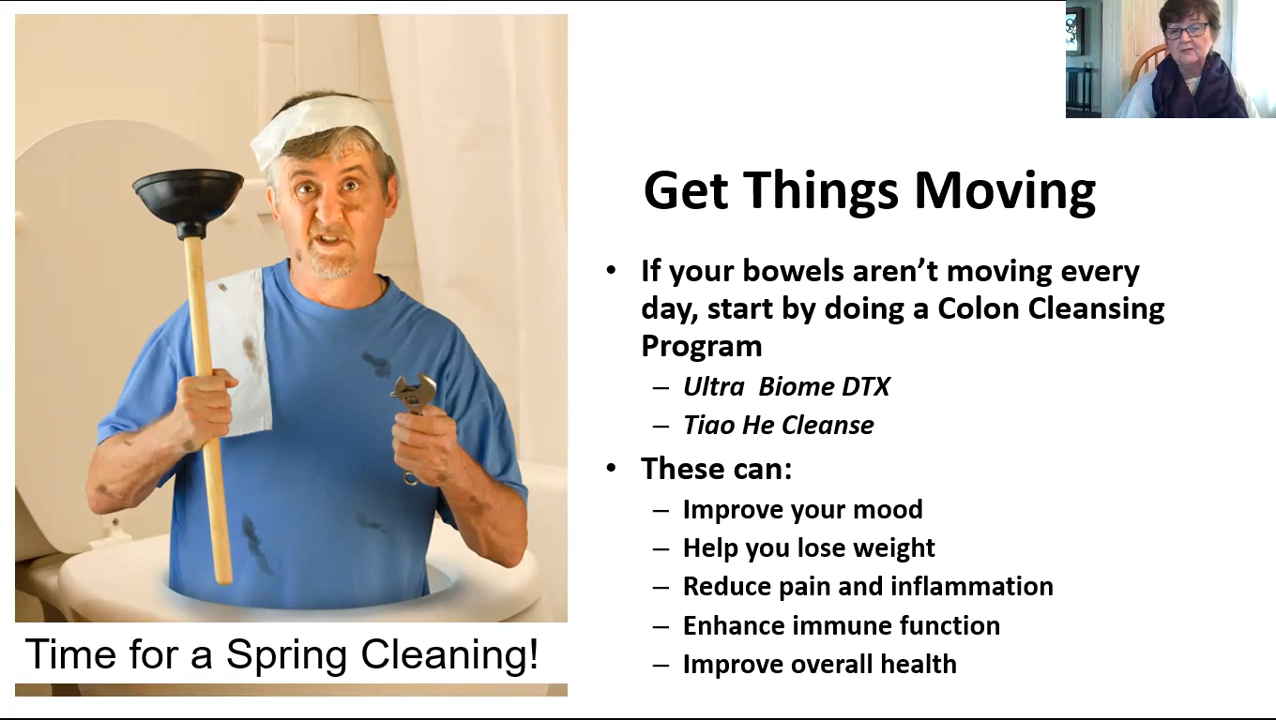 Get Things Moving
• If your bowels aren’t moving every
day, start by doing a Colon Cleansing
Program
– Ultra Biome DTX
– Tiao He Cleanse
• These can:
– Improve your mood
– Help you lose weight
– Reduce pain and inflammation
– Enhance immune function
– Improve overall health
Time for a Spring Cleaning!